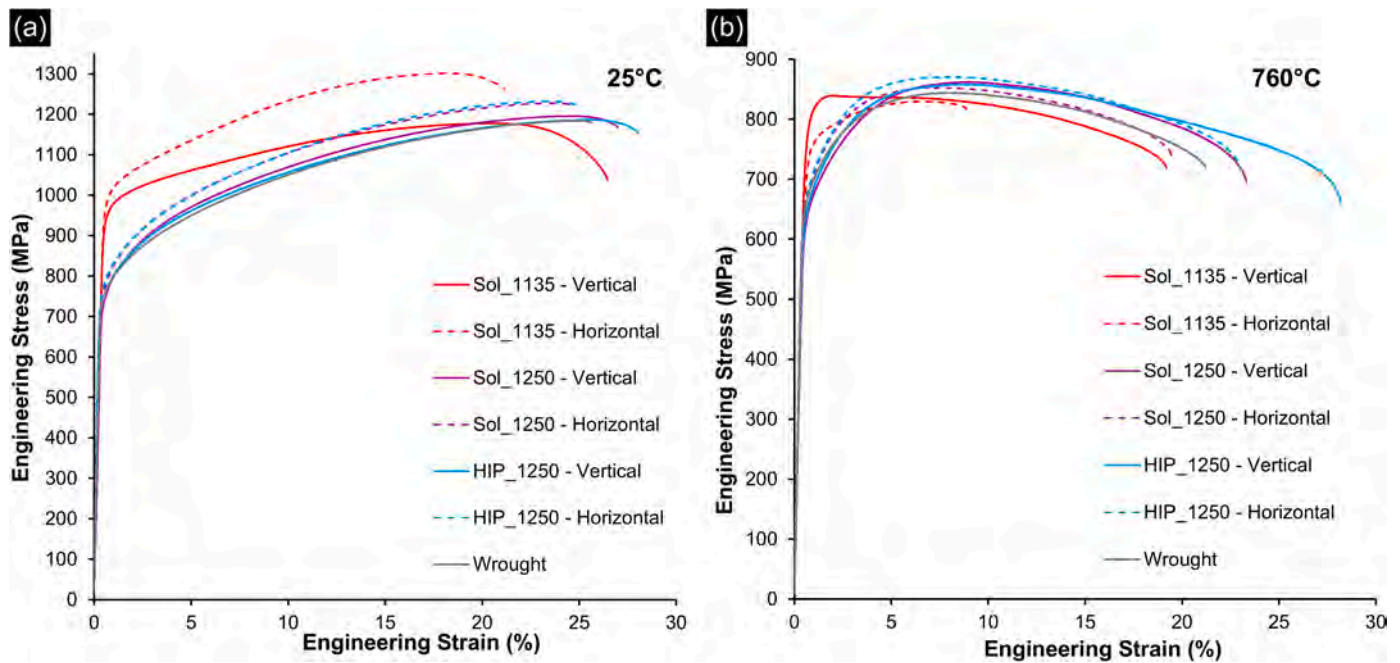 (a)
25°C
Engineering Stress (MPa)
1300
1200
1100
1000
900
800
700
600
500
400
300
200
100
0
0 5 10 15 20 25 30
Engineering Strain (%)
Sol_1135 - Vertical
Sol_1135 - Horizontal
Sol_1250 - Vertical
Sol_1250 - Horizontal
HIP_1250 - Vertical
HIP_1250 - Horizontal
Wrought
(b)
760°C
Engineering Stress (MPa)
900
800
700
600
500
400
300
200
100
0
0 5 10 15 20 25 30
Engineering Strain (%)
Sol_1135 - Vertical
Sol_1135 - Horizontal
Sol_1250 - Vertical
Sol_1250 - Horizontal
HIP_1250 - Vertical
HIP_1250 - Horizontal
Wrought